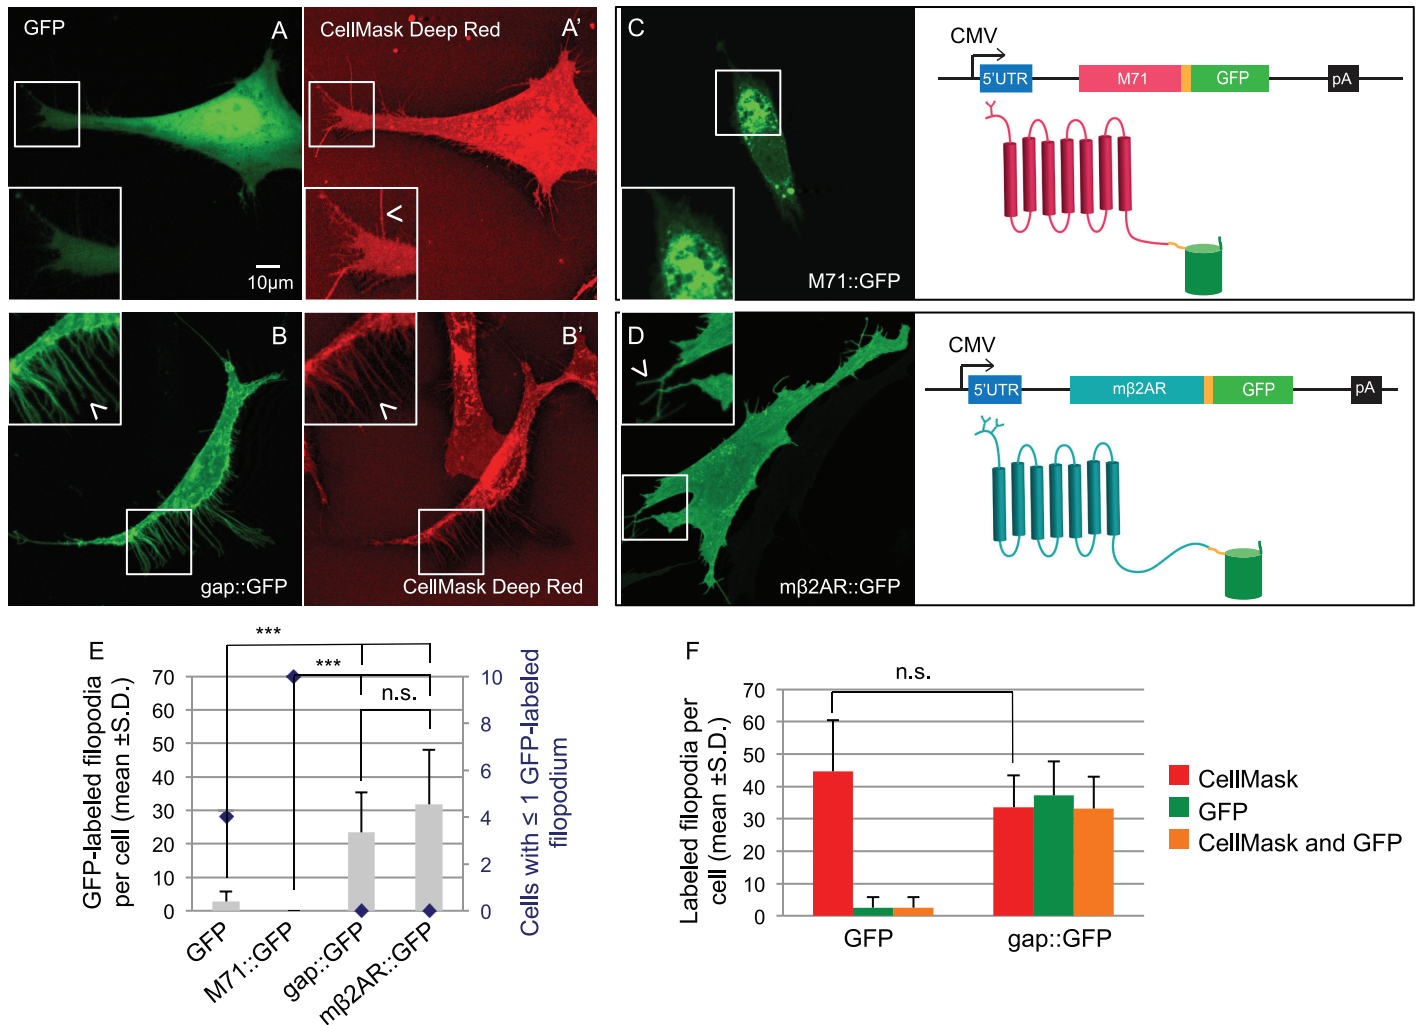 GFP
A
CellMask Deep Red
A'
<
10µm
B
gap::GFP
<
B'
CellMask Deep Red
<
C
M71::GFP
CMV
5'UTR
M71
GFP
pA
D
mβ2AR::GFP
<
CMV
5'UTR
mβ2AR
GFP
pA
E
***
***
n.s.
GFP-labeled filopodia
per cell (mean ±S.D.)
70
60
50
40
30
20
10
0
10
8
6
4
2
0
Cells with ≤ 1 GFP-labeled
filopodium
GFP
M71::GFP
gap::GFP
mβ2AR::GFP
F
n.s.
Labeled filopodia per
cell (mean ±S.D.)
70
60
50
40
30
20
10
0
GFP
gap::GFP
CellMask
GFP
CellMask and GFP